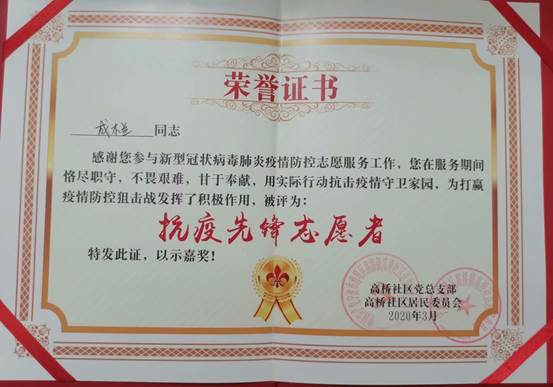 荣誉证书
同志
感谢您参与新型冠状病毒肺炎疫情防控志愿服务工作，您在服务期间
恪尽职守，不畏艰难，甘于奉献，用实际行动抗击疫情守卫家园，为打赢
疫情防控狙击战发挥了积极作用，被评为：
抗疫先锋志愿者
特发此证，以示嘉奖！
高桥社区党总支部
高桥社区居民委员会
2020年3月